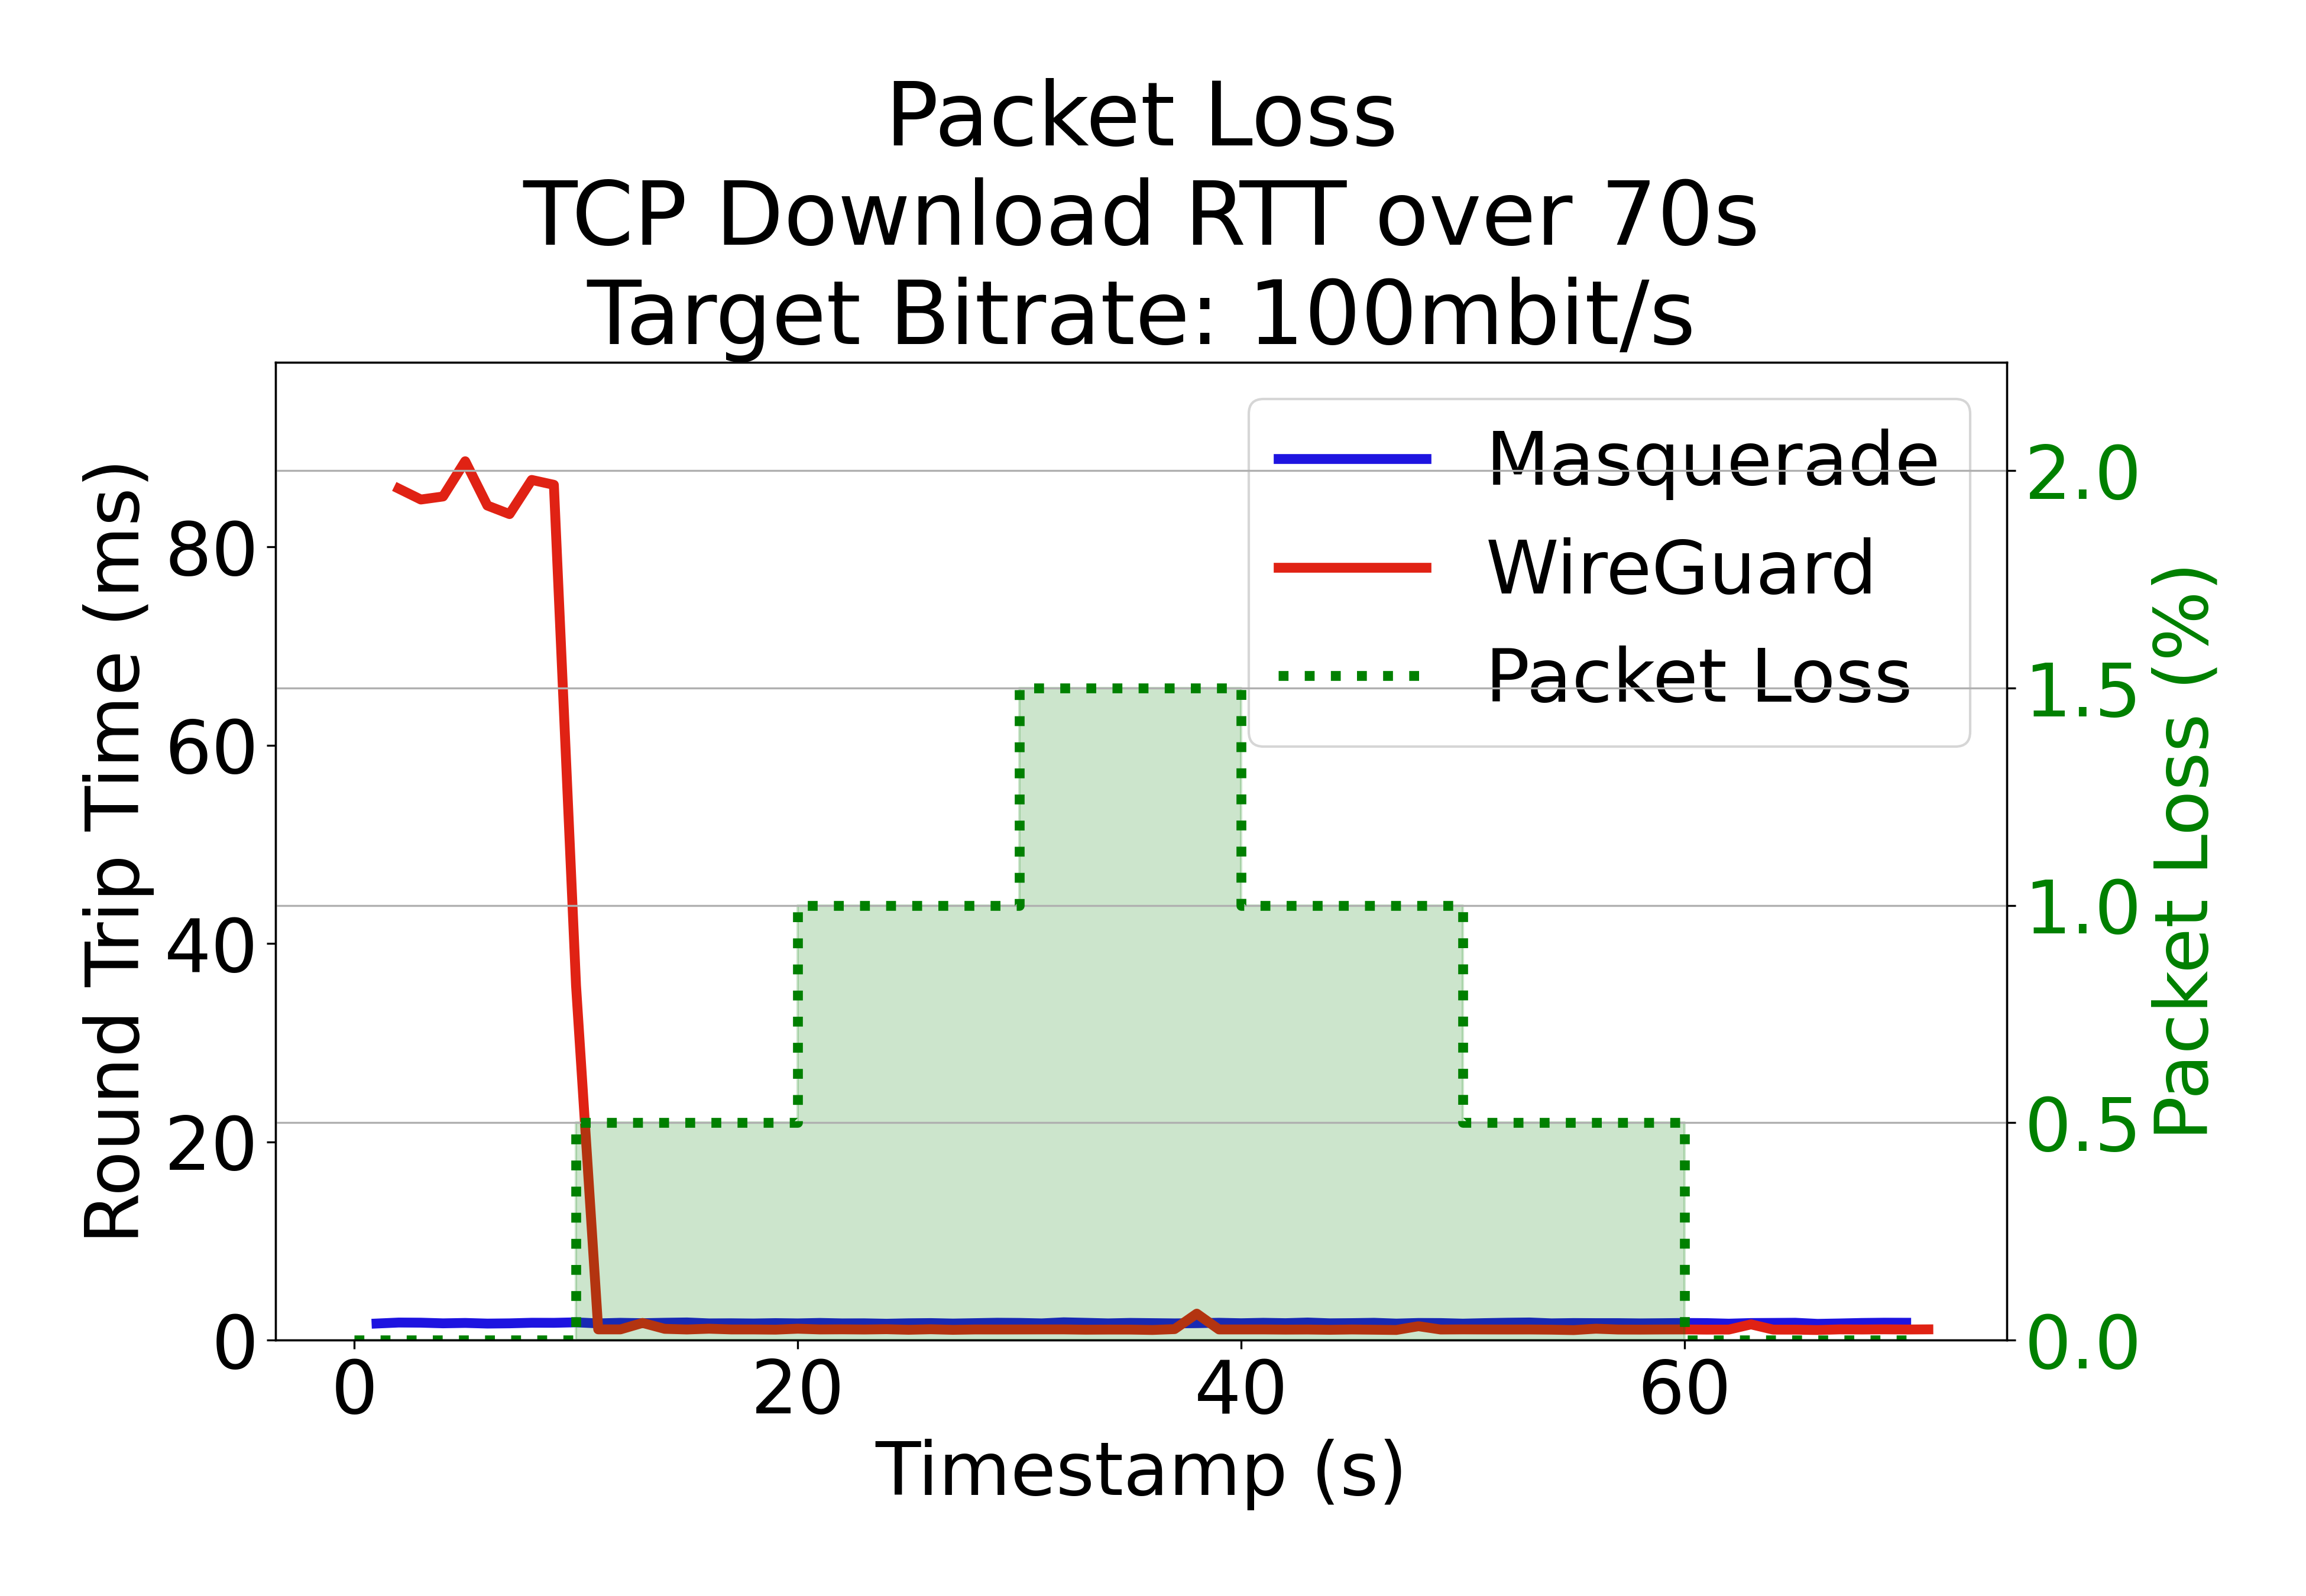 Packet Loss
TCP Download RTT over 70s
Target Bitrate: 100mbit/s
Masquerade
WireGuard
Packet Loss
Round Trip Time (ms)
80
60
40
20
0
2.0
1.5
1.0
0.5
0.0
Packet Loss (%)
0 20 40 60
Timestamp (s)